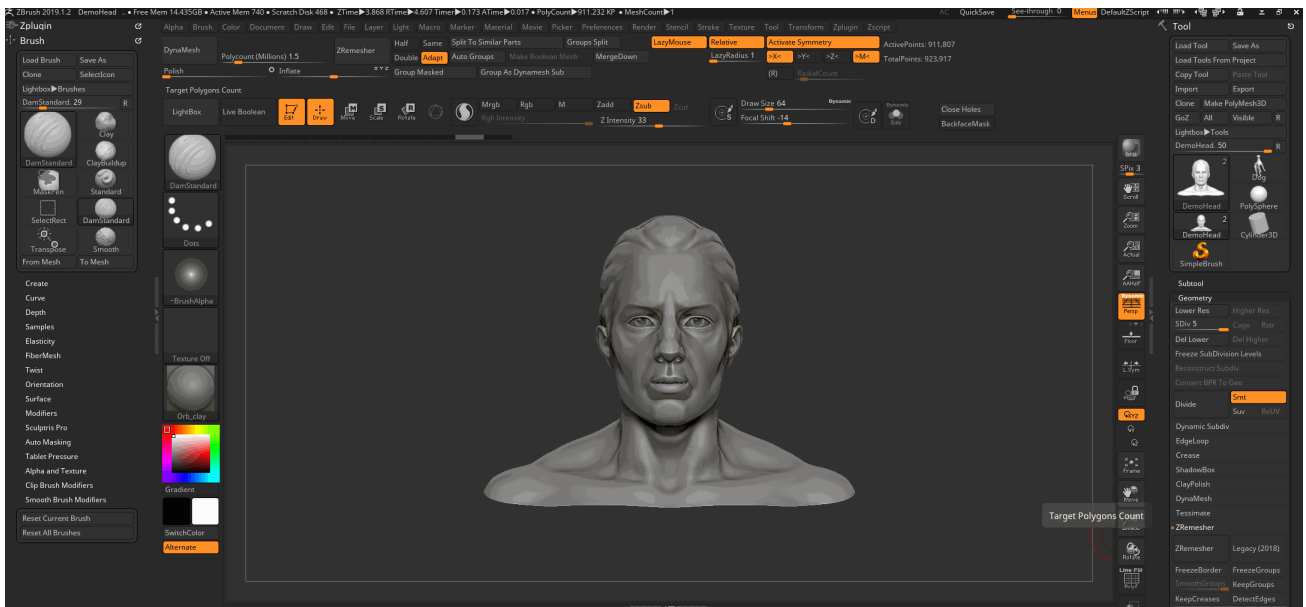 ZBrush 2019.1.2 DemoHead .. • Free Mem 14.435GB • Active Mem 740 • Scratch Disk 468 • ZTime▶3.868 RTime▶4.607 Timer▶0.173 ATime▶0.017 • PolyCount▶911.232 KP • MeshCount▶1 AC QuickSave See-through 0 Menus DefaultZScript
Zplugin
Alpha Brush Color Document Draw Edit File Layer Light Macro Marker Material Movie Picker Preferences Render Stencil Stroke Texture Tool Transform Zplugin Zscript
Tool
Brush
Load Brush Save As
Clone SelectIcon
Lightbox▶Brushes
DamStandard. 29 R
DamStandard
Clay
ClayBuildup
MaskPen Standard
SelectRect DamStandard
Transpose Smooth
From Mesh To Mesh
Create
Curve
Depth
Samples
Elasticity
FiberMesh
Twist
Orientation
Surface
Modifiers
Sculptris Pro
Auto Masking
Tablet Pressure
Alpha and Texture
Clip Brush Modifiers
Smooth Brush Modifiers
Reset Current Brush
Reset All Brushes
DynaMesh
Polycount (Millions) 1.5
ZRemesher
Polish
Inflate
X Y Z
Half Same Split To Similar Parts Groups Split
Double Adapt Auto Groups Make Boolean Mesh MergeDown
Group Masked Group As Dynamesh Sub
LazyMouse Relative Activate Symmetry ActivePoints: 911,807
LazyRadius 1 >X< >Y< >Z< >M< TotalPoints: 923,917
(R) RadialCount
Target Polygons Count
LightBox Live Boolean Edit Draw Move Scale Rotate
Mrgb Rgb M Zadd Zsub Zcut
Rgb Intensity Z Intensity 33
S
Draw Size 64 Dynamic
Focal Shift -14
D
Dynamic
Solo
Close Holes
BackfaceMask
DamStandard
Dots
~BrushAlpha
Texture Off
Orb_clay
Gradient
SwitchColor
Alternate
BPR
SPix 3
Scroll
Zoom
Actual
AAHalf
Dynamic
Persp
Floor
L.Sym
XYZ
Frame
Move
Target Polygons Count
Rotate
Line Fill
PolyF
Load Tool Save As
Load Tools From Project
Copy Tool Paste Tool
Import Export
Clone Make PolyMesh3D
GoZ All Visible R
Lightbox▶Tools
DemoHead. 50 R
2
DemoHead
Dog
PolySphere
2
DemoHead Cylinder3D
SimpleBrush
Subtool
Geometry
Lower Res Higher Res
SDiv 5 Cage Rstr
Del Lower Del Higher
Freeze SubDivision Levels
Reconstruct Subdiv
Convert BPR To Geo
Divide
Smt
Suv ReUV
Dynamic Subdiv
EdgeLoop
Crease
ShadowBox
ClayPolish
DynaMesh
Tessimate
ZRemesher
ZRemesher Legacy (2018)
FreezeBorder FreezeGroups
SmoothGroups KeepGroups
KeepCreases DetectEdges